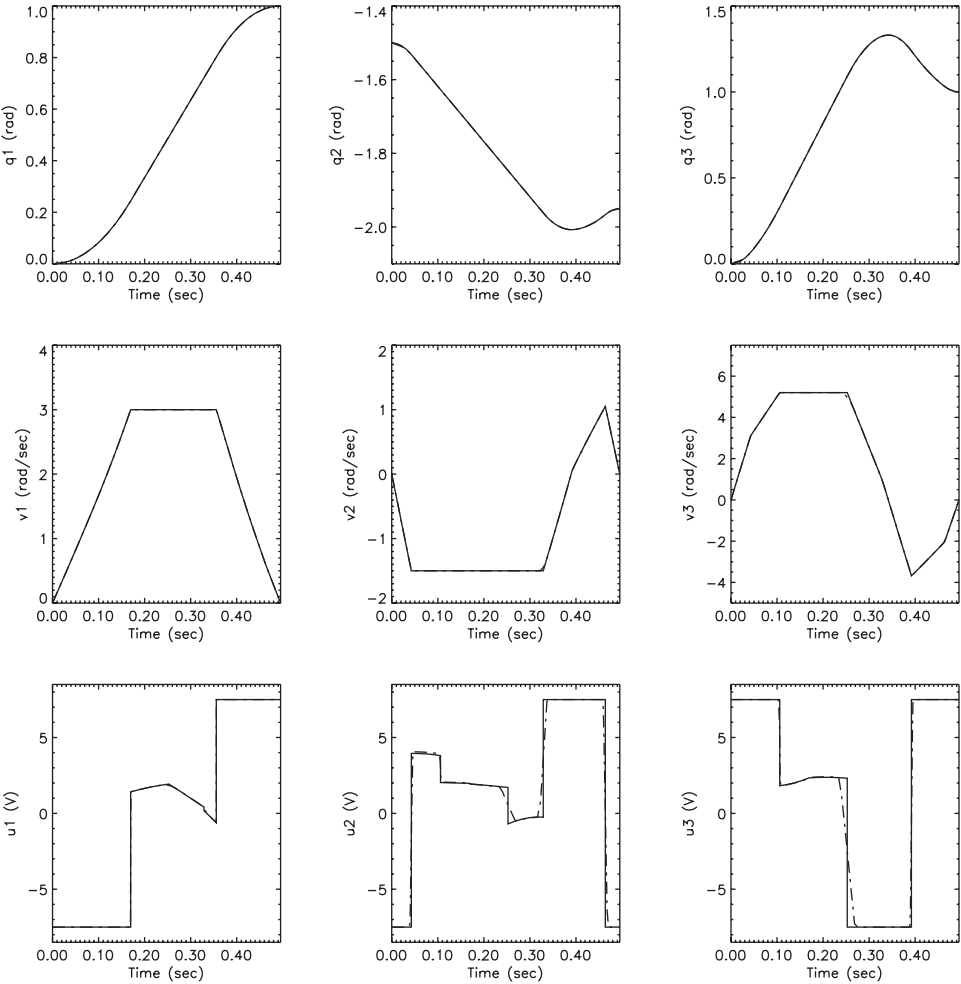 1.0
0.8
0.6
0.4
0.2
0.0
q1 (rad)
0.00 0.10 0.20 0.30 0.40
Time (sec)
−1.4
−1.6
−1.8
−2.0
q2 (rad)
0.00 0.10 0.20 0.30 0.40
Time (sec)
1.5
1.0
0.5
0.0
q3 (rad)
0.00 0.10 0.20 0.30 0.40
Time (sec)
4
3
2
1
0
v1 (rad/sec)
0.00 0.10 0.20 0.30 0.40
Time (sec)
2
1
0
−1
−2
v2 (rad/sec)
0.00 0.10 0.20 0.30 0.40
Time (sec)
6
4
2
0
−2
−4
v3 (rad/sec)
0.00 0.10 0.20 0.30 0.40
Time (sec)
5
0
−5
u1 (V)
0.00 0.10 0.20 0.30 0.40
Time (sec)
5
0
−5
u2 (V)
0.00 0.10 0.20 0.30 0.40
Time (sec)
5
0
−5
u3 (V)
0.00 0.10 0.20 0.30 0.40
Time (sec)